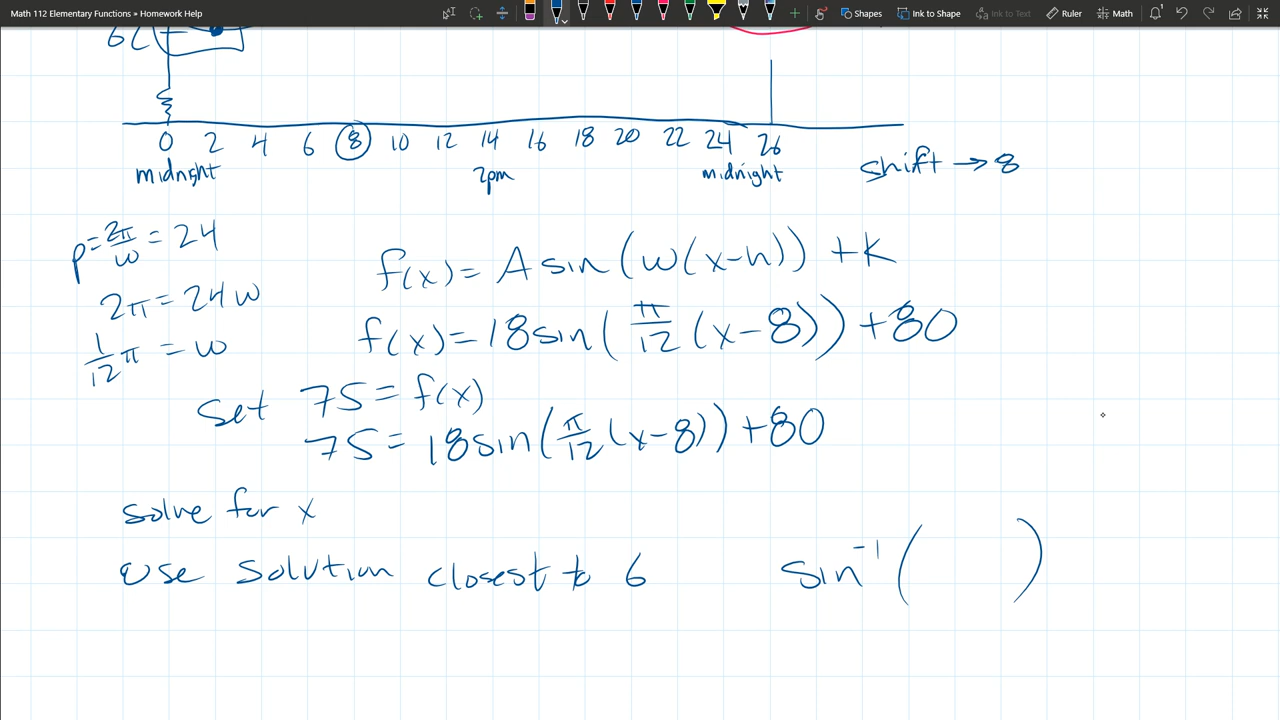 Math 112 Elementary Functions » Homework Help
Shapes Ink to Shape Ink to Text Ruler Math
0 2 4 6 8 10 12 14 16 18 20 22 24 26
midnight 2pm midnight
shift → 8
p = 2π/w = 24
2π = 24w
1/12 π = w
f(x) = A sin(w(x-h)) + K
f(x) = 18 sin(π/12 (x-8)) + 80
Set 75 = f(x)
75 = 18 sin(π/12 (x-8)) + 80
solve for x
use solution closest to 6
sin⁻¹( )